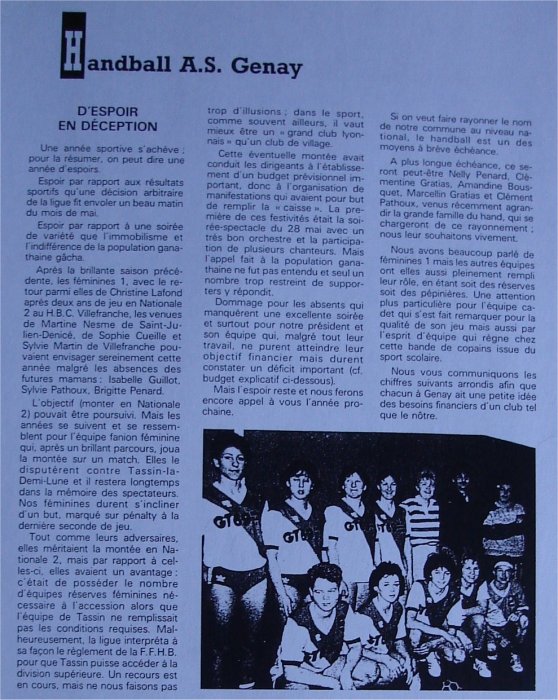 Handball A.S. Genay
D'ESPOIR
EN DÉCEPTION
Une année sportive s'achève ;
pour la résumer, on peut dire une
année d'espoirs.
Espoir par rapport aux résultats
sportifs qu'une décision arbitraire
de la ligue fit envoler un beau matin
du mois de mai.
Espoir par rapport à une soirée
de variété que l'immobilisme et
l'indifférence de la population gana-
thaine gâcha.
Après la brillante saison précé-
dente, les féminines 1, avec le re-
tour parmi elles de Christine Lafond
après deux ans de jeu en Nationale
2 au H.B.C. Villefranche, les venues
de Martine Nesme de Saint-Ju-
lien-Denicé, de Sophie Cueille et
Sylvie Martin de Villefranche pou-
vaient envisager sereinement cette
année malgré les absences des
futures mamans : Isabelle Guillot,
Sylvie Pathoux, Brigitte Penard.
L'objectif (monter en Nationale
2) pouvait être poursuivi. Mais les
années se suivent et se ressem-
blent pour l'équipe fanion féminine
qui, après un brillant parcours, joua
la montée sur un match. Elles le
disputèrent contre Tassin-la-
Demi-Lune et il restera longtemps
dans la mémoire des spectateurs.
Nos féminines durent s'incliner
d'un but, marqué sur pénalty à la
dernière seconde de jeu.
Tout comme leurs adversaires,
elles méritaient la montée en Na-
tionale 2, mais par rapport à cel-
les-ci, elles avaient un avantage :
c'était de posséder le nombre
d'équipes réserves féminines né-
cessaire à l'accession alors que
l'équipe de Tassin ne remplissait
pas les conditions requises. Mal-
heureusement, la ligue interpréta à
sa façon le règlement de la F.F.H.B.
pour que Tassin puisse accéder à la
division supérieure. Un recours est
en cours, mais ne nous faisons pas
trop d'illusions ; dans le sport,
comme souvent ailleurs, il vaut
mieux être un « grand club lyon-
nais » qu'un club de village.
Cette éventuelle montée avait
conduit les dirigeants à l'établisse-
ment d'un budget prévisionnel im-
portant, donc à l'organisation de
manifestations qui avaient pour but
de remplir la « caisse ». La pre-
mière de ces festivités était la soi-
rée-spectacle du 28 mai avec un
très bon orchestre et la participa-
tion de plusieurs chanteurs. Mais
l'appel fait à la population gana-
thaine ne fut pas entendu et seul un
nombre trop restreint de suppor-
ters y répondit.
Dommage pour les absents qui
manquèrent une excellente soirée
et surtout pour notre président et
son équipe qui, malgré tout leur
travail, ne purent atteindre leur
objectif financier mais durent
constater un déficit important (cf.
budget explicatif ci-dessous).
Mais l'espoir reste et nous ferons
encore appel à vous l'année pro-
chaine.
Si on veut faire rayonner le nom
de notre commune au niveau na-
tional, le handball est un des
moyens à brève échéance.
A plus longue échéance, ce se-
ront peut-être Nelly Penard, Clé-
mentine Gratias, Amandine Bous-
quet, Marcellin Gratias et Clément
Pathoux, venus récemment agran-
dir la grande famille du hand, qui se
chargeront de ce rayonnement ;
nous leur souhaitons vivement.
Nous avons beaucoup parlé de
féminines 1 mais les autres équipes
ont elles aussi pleinement rempli
leur rôle, en étant soit des réserves
soit des pépinières. Une attention
plus particulière pour l'équipe ca-
det qui s'est fait remarquer pour la
qualité de son jeu mais aussi par
l'esprit d'équipe qui règne chez
cette bande de copains issue du
sport scolaire.
Nous vous communiquons les
chiffres suivants arrondis afin que
chacun à Genay ait une petite idée
des besoins financiers d'un club tel
que le nôtre.